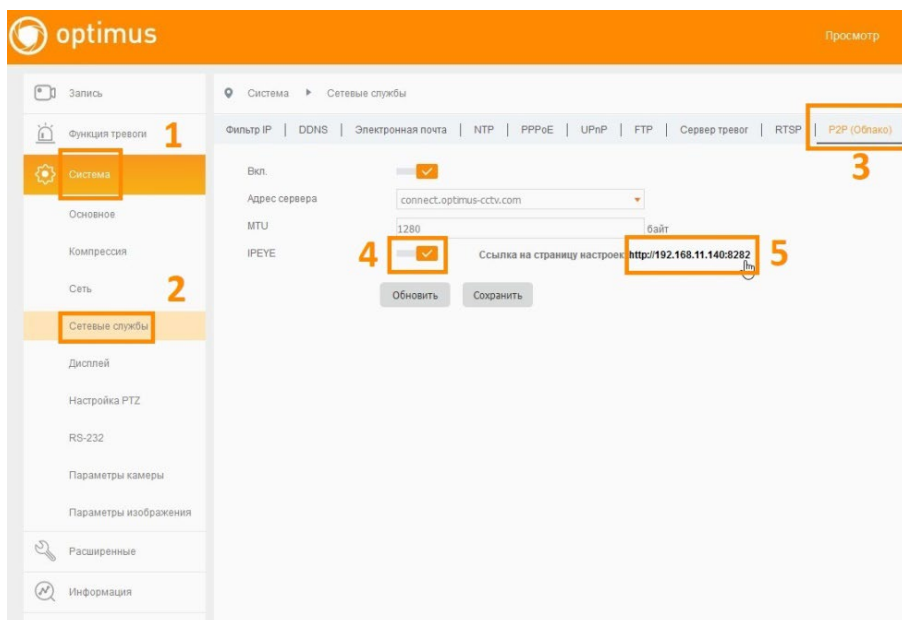 optimus
Просмотр
Запись
Система Сетевые службы
Функция тревоги 1
Фильтр IP | DDNS | Электронная почта | NTP | PPPoE | UPnP | FTP | Сервер тревог | RTSP | P2P (Облако)
3
Система
Вкл.
Адрес сервера connect.optimus-cctv.com
Основное
MTU 1280 байт
Компрессия
IPEYE 4 Ссылка на страницу настроек http://192.168.11.140:8282 5
Сеть 2
Обновить Сохранить
Сетевые службы
Дисплей
Настройка PTZ
RS-232
Параметры камеры
Параметры изображения
Расширенные
Информация